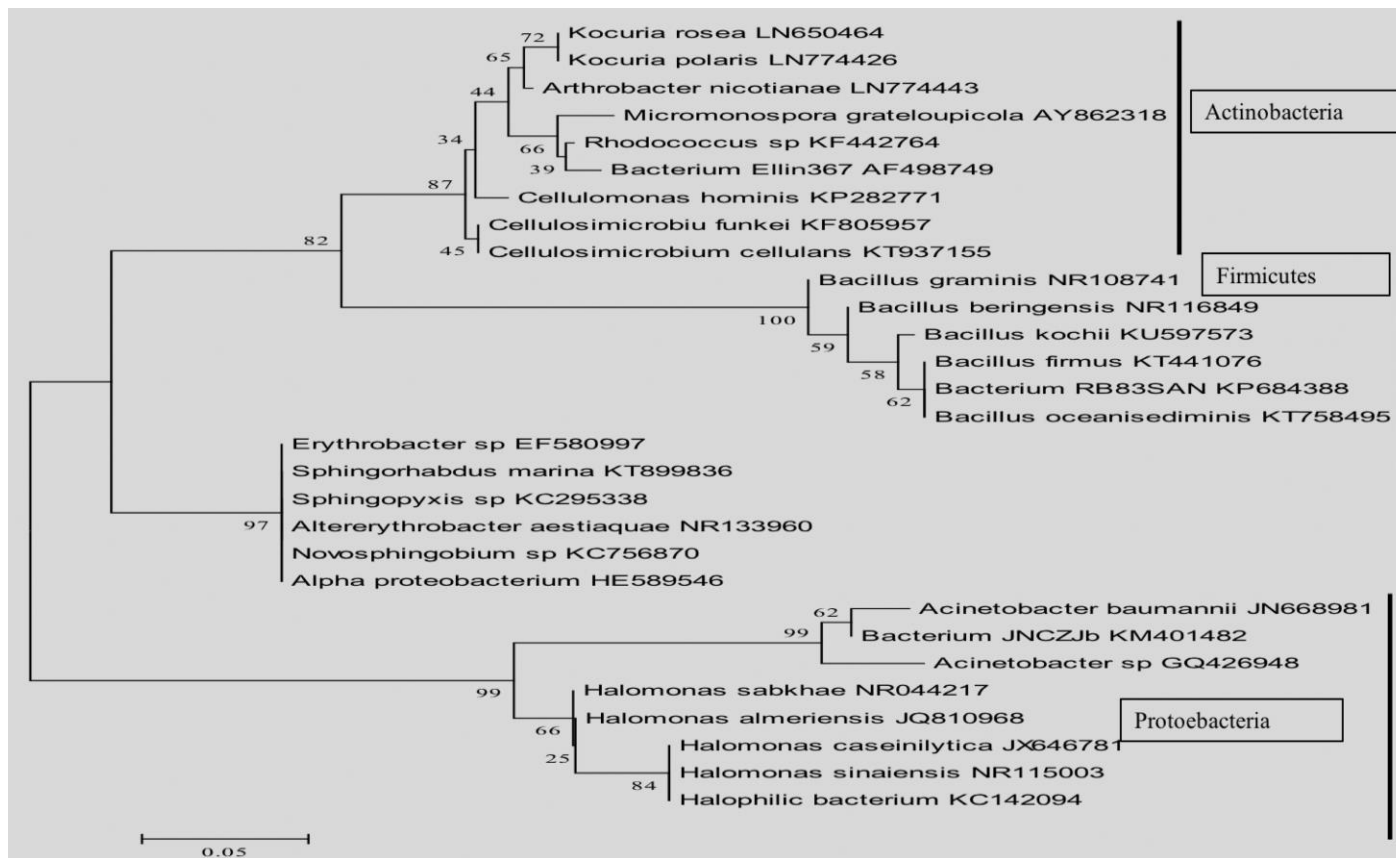 72
Kocuria rosea LN650464
65
Kocuria polaris LN774426
44
Arthrobacter nicotianae LN774443
Micromonospora grateloupicola AY862318
Actinobacteria
34
66
Rhodococcus sp KF442764
39
Bacterium Ellin367 AF498749
87
Cellulomonas hominis KP282771
Cellulosimicrobiu funkei KF805957
82
45
Cellulosimicrobium cellulans KT937155
Bacillus graminis NR108741
Firmicutes
100
Bacillus beringensis NR116849
59
Bacillus kochii KU597573
58
Bacillus firmus KT441076
62
Bacterium RB83SAN KP684388
Bacillus oceanisediminis KT758495
Erythrobacter sp EF580997
Sphingorhabdus marina KT899836
Sphingopyxis sp KC295338
97
Altererythrobacter aestiaquae NR133960
Novosphingobium sp KC756870
Alpha proteobacterium HE589546
62
Acinetobacter baumannii JN668981
99
Bacterium JNCZJb KM401482
Acinetobacter sp GQ426948
99
Halomonas sabkhae NR044217
66
Halomonas almeriensis JQ810968
Protoebacteria
25
Halomonas caseinilytica JX646781
84
Halomonas sinaiensis NR115003
Halophilic bacterium KC142094
0.05